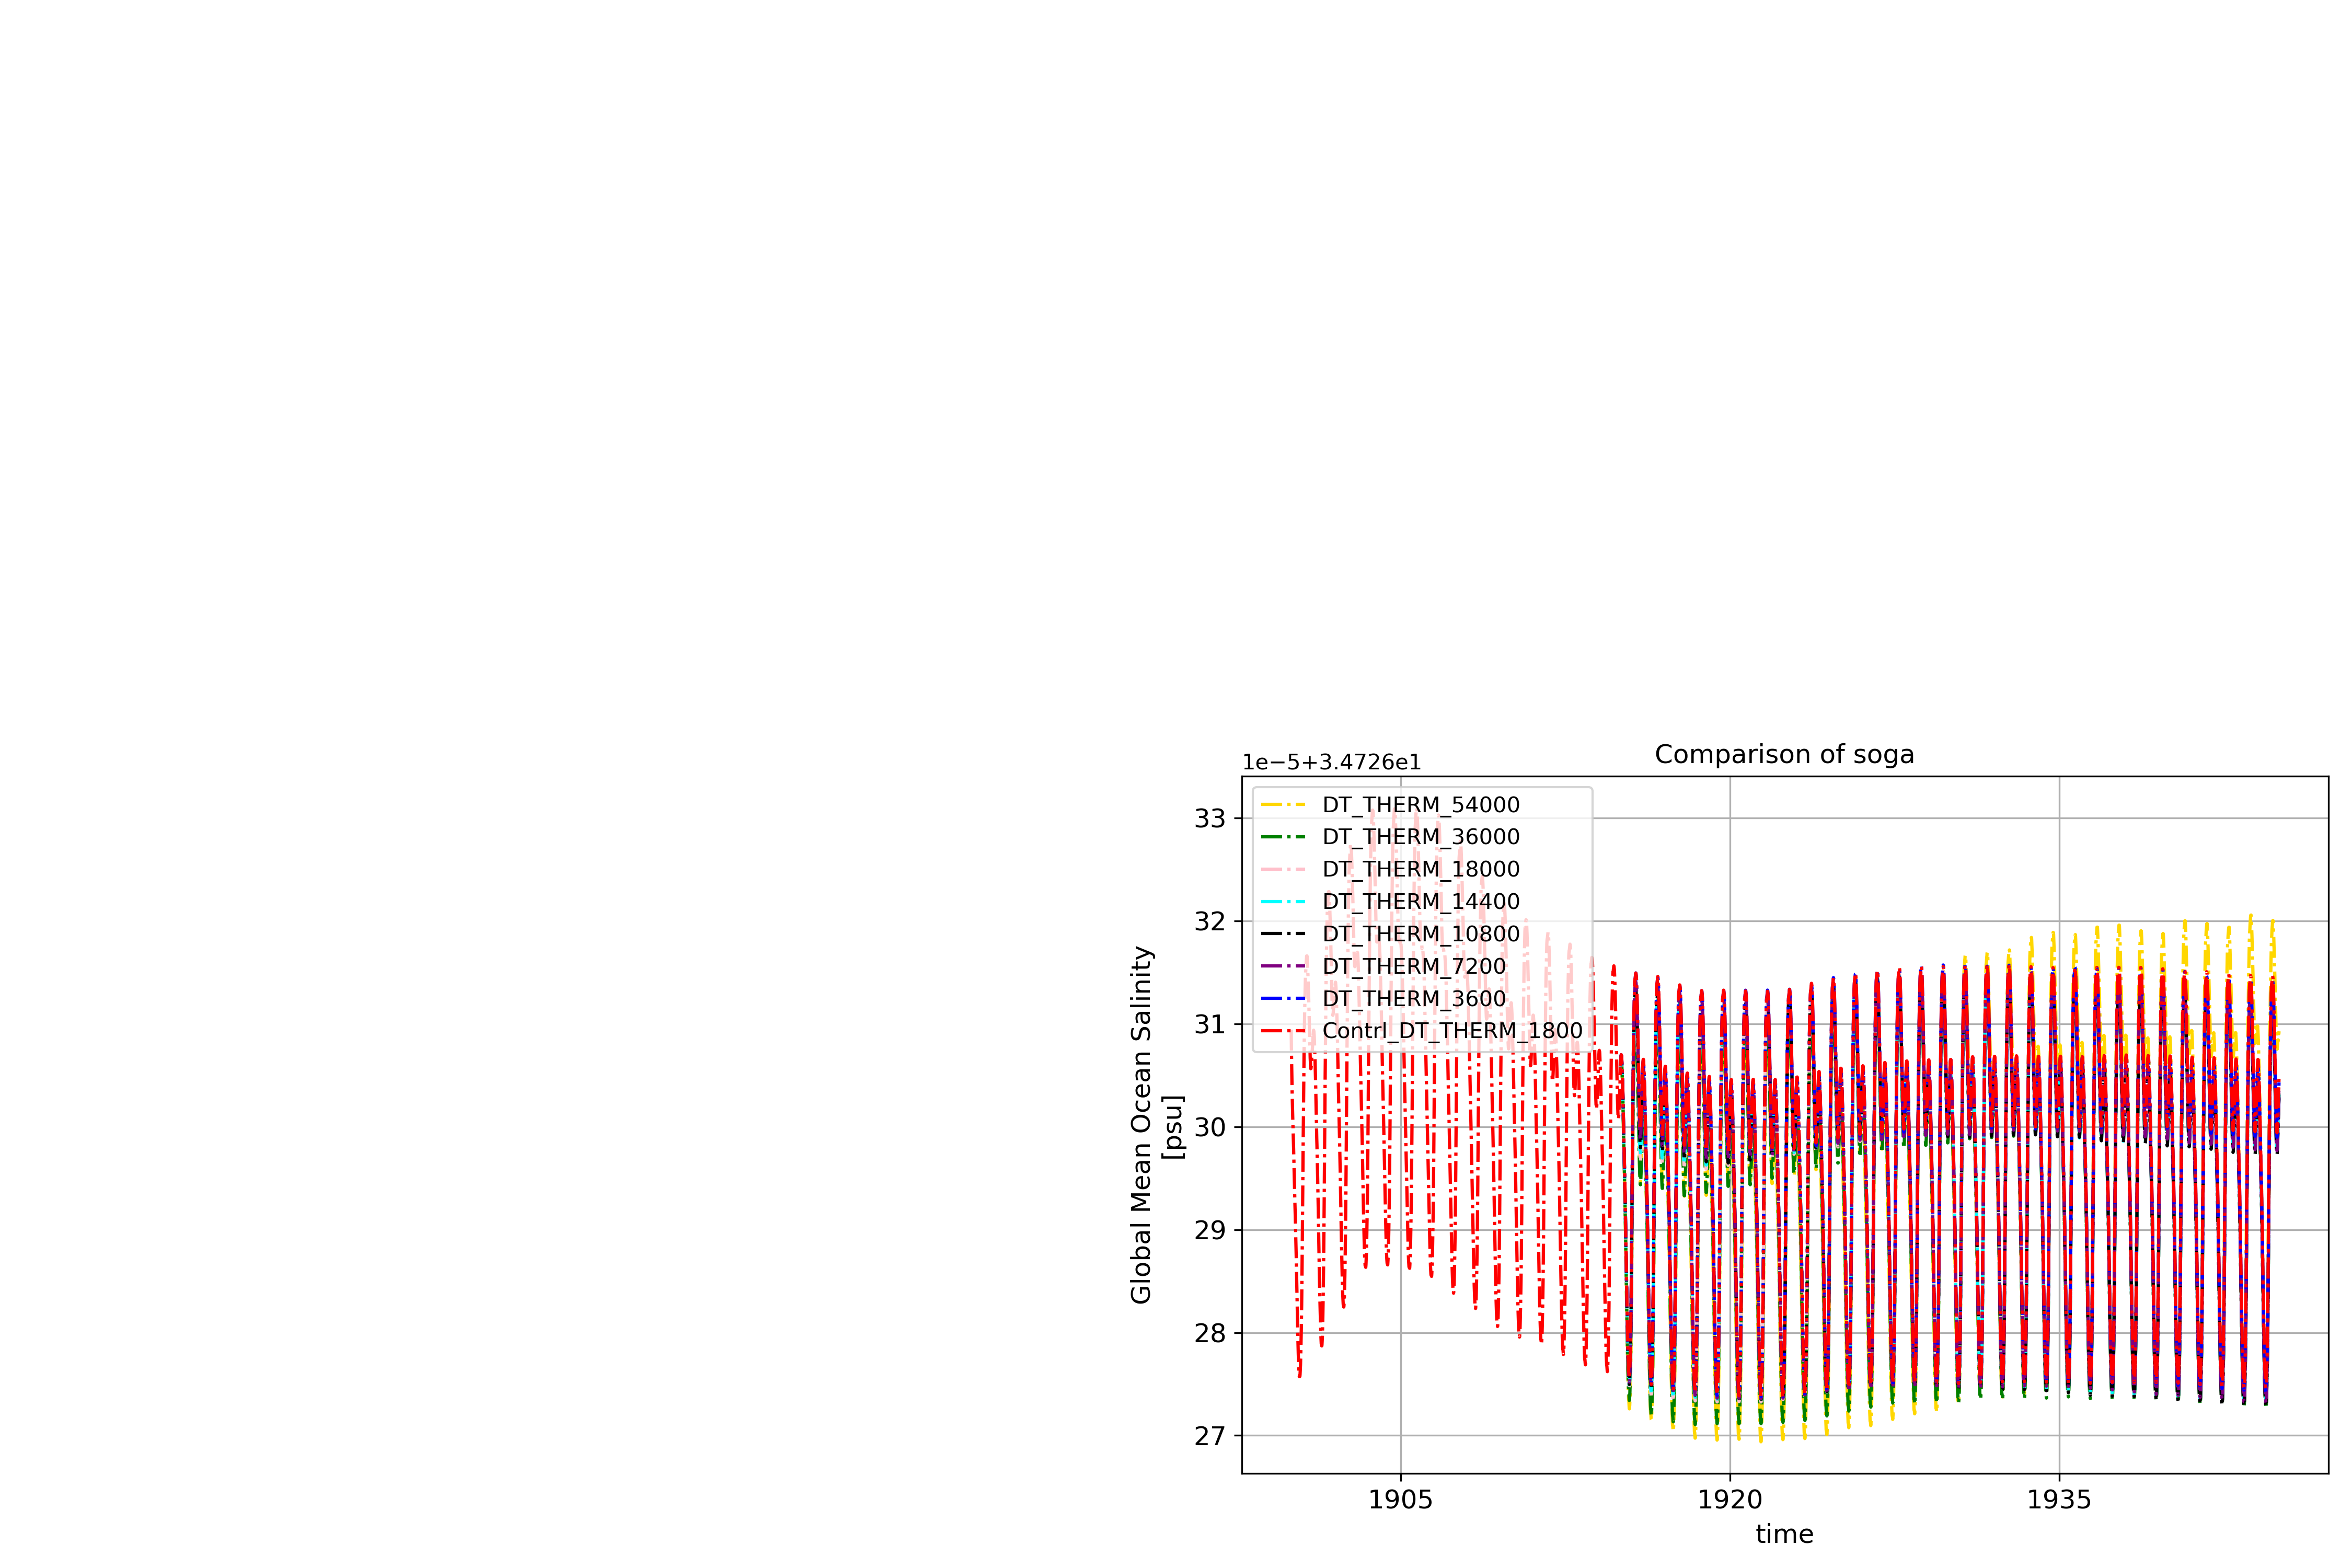 Comparison of soga
1e−5+3.4726e1
DT_THERM_54000
DT_THERM_36000
DT_THERM_18000
DT_THERM_14400
DT_THERM_10800
DT_THERM_7200
DT_THERM_3600
Contrl_DT_THERM_1800
33
32
31
30
29
28
27
Global Mean Ocean Salinity
[psu]
1905
1920
1935
time